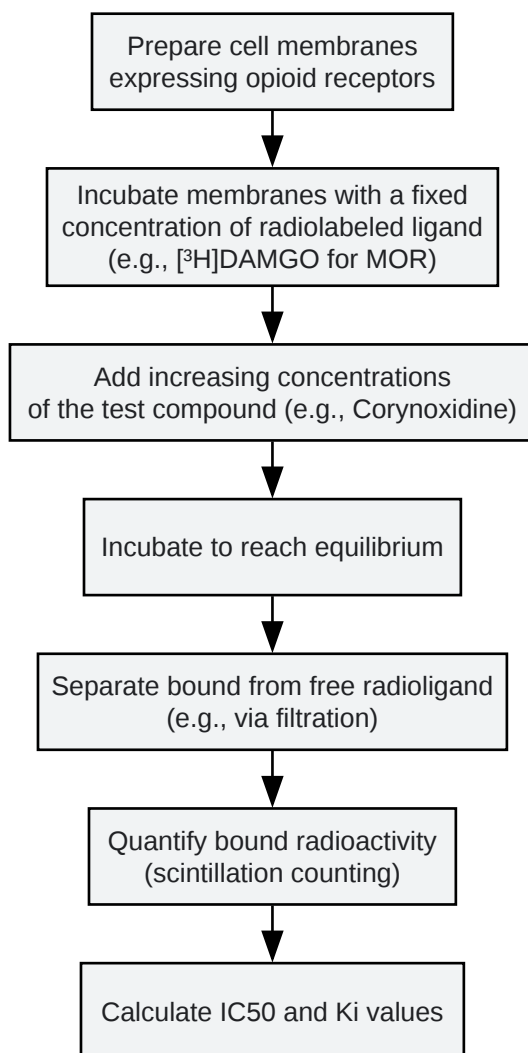 Prepare cell membranes
expressing opioid receptors
Incubate membranes with a fixed
concentration of radiolabeled ligand
(e.g., [³H]DAMGO for MOR)
Add increasing concentrations
of the test compound (e.g., Corynoxidine)
Incubate to reach equilibrium
Separate bound from free radioligand
(e.g., via filtration)
Quantify bound radioactivity
(scintillation counting)
Calculate IC50 and Ki values